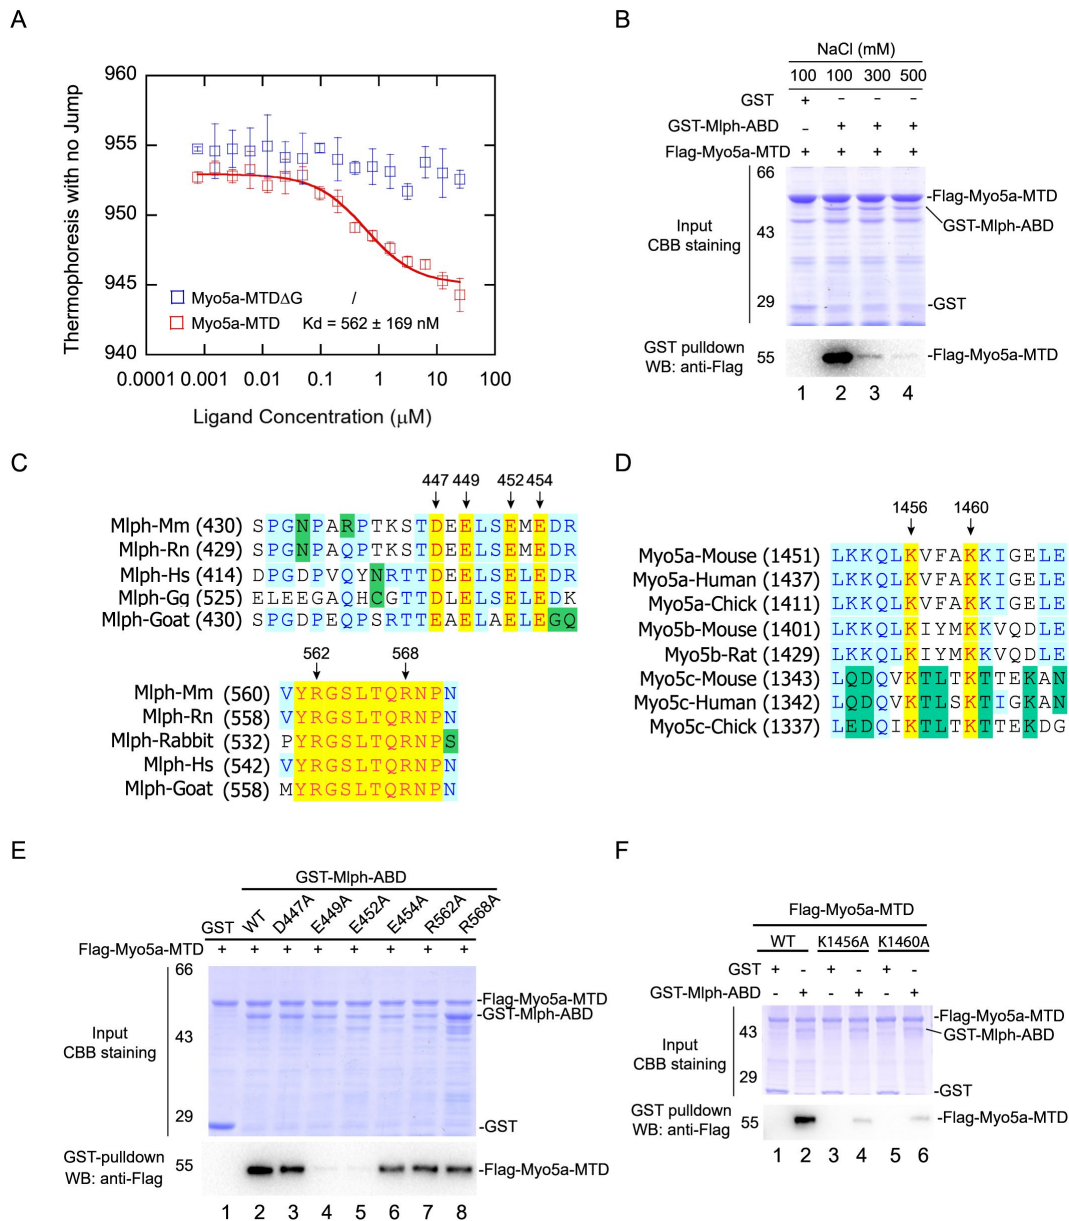 A
Thermophoresis with no Jump
960
955
950
945
940
Myo5a-MTDΔG /
Myo5a-MTD Kd = 562 ± 169 nM
0.0001 0.001 0.01 0.1 1 10 100
Ligand Concentration (μM)
B
NaCl (mM)
100 100 300 500
GST + – – –
GST-Mlph-ABD – + + +
Flag-Myo5a-MTD + + + +
66
43
29
Input
CBB staining
-Flag-Myo5a-MTD
GST-Mlph-ABD
-GST
GST pulldown
WB: anti-Flag
55
-Flag-Myo5a-MTD
1 2 3 4
C
447 449 452 454
Mlph-Mm (430) SPGNPARPTKSTDEELSEMEDR
Mlph-Rn (429) SPGNPAQPTKSTDEELSEMEDR
Mlph-Hs (414) DPGDPVQYNRTTDEELSELEDR
Mlph-Gq (525) ELEEGAQHCGTTDLELSELEDK
Mlph-Goat (430) SPGDPEQPSRTTEAELAELEGQ
562 568
Mlph-Mm (560) VYRGSLTQRNPN
Mlph-Rn (558) VYRGSLTQRNPN
Mlph-Rabbit (532) PYRGSLTQRNPS
Mlph-Hs (542) VYRGSLTQRNPN
Mlph-Goat (558) MYRGSLTQRNPN
D
1456 1460
Myo5a-Mouse (1451) LKKQLKVFAKKIGELE
Myo5a-Human (1437) LKKQLKVFAKKIGELE
Myo5a-Chick (1411) LKKQLKVFAKKIGELE
Myo5b-Mouse (1401) LKKQLKIYMKKVQDLE
Myo5b-Rat (1429) LKKQLKIYMKKVQDLE
Myo5c-Mouse (1343) LQDQVKTLTKTTEKAN
Myo5c-Human (1342) LQDQVKTLSKTIGKAN
Myo5c-Chick (1337) LEDQIKTLTKTTEKDG
E
GST-Mlph-ABD
GST WT D447A E449A E452A E454A R562A R568A
Flag-Myo5a-MTD + + + + + + + +
66
43
29
Input
CBB staining
-Flag-Myo5a-MTD
-GST-Mlph-ABD
-GST
GST-pulldown
WB: anti-Flag
55
-Flag-Myo5a-MTD
1 2 3 4 5 6 7 8
F
Flag-Myo5a-MTD
WT K1456A K1460A
GST + - + - + -
GST-Mlph-ABD - + - + - +
43
29
Input
CBB staining
-Flag-Myo5a-MTD
GST-Mlph-ABD
-GST
GST pulldown
WB: anti-Flag
55
-Flag-Myo5a-MTD
1 2 3 4 5 6